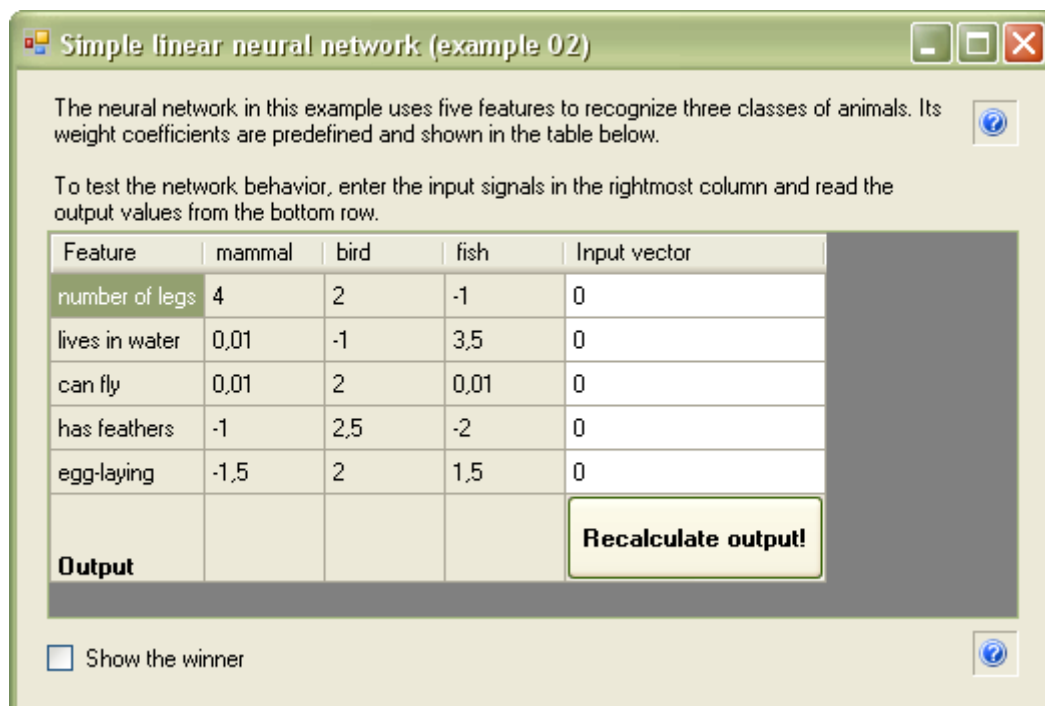 Simple linear neural network (example 02)
The neural network in this example uses five features to recognize three classes of animals. Its
weight coefficients are predefined and shown in the table below.
To test the network behavior, enter the input signals in the rightmost column and read the
output values from the bottom row.
Feature mammal bird fish Input vector
number of legs 4 2 -1 0
lives in water 0,01 -1 3,5 0
can fly 0,01 2 0,01 0
has feathers -1 2,5 -2 0
egg-laying -1,5 2 1,5 0
Recalculate output!
Output
Show the winner